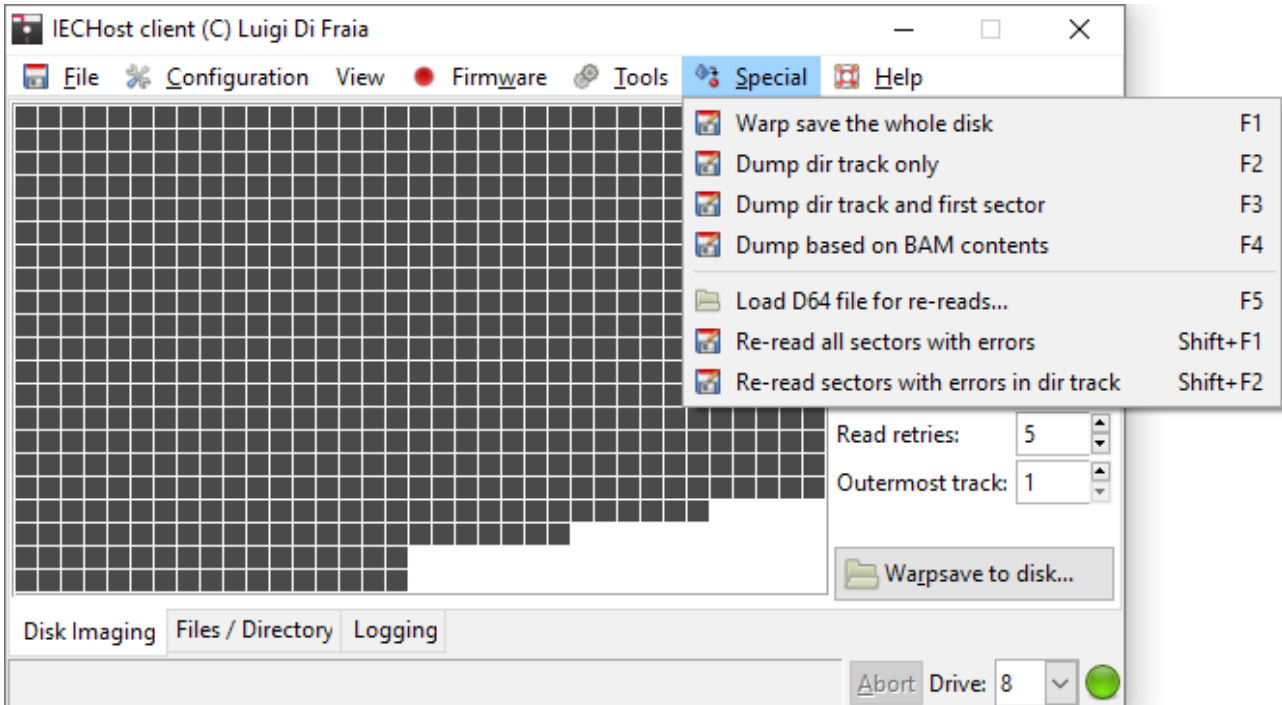 IECHost client (C) Luigi Di Fraia
File Configuration View Firmware Tools Special Help
Warp save the whole disk F1
Dump dir track only F2
Dump dir track and first sector F3
Dump based on BAM contents F4
Load D64 file for re-reads... F5
Re-read all sectors with errors Shift+F1
Re-read sectors with errors in dir track Shift+F2
Read retries: 5
Outermost track: 1
Warpsave to disk...
Disk Imaging Files / Directory Logging
Abort Drive: 8